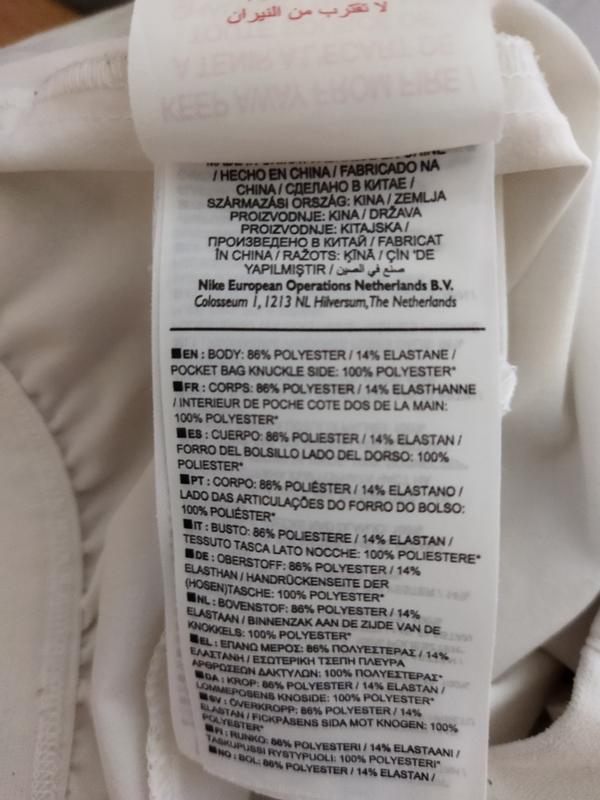 لا تقترب من النيران
KEEP AWAY FROM FIRE /
A TENIR A L'ECART DE
/ HECHO EN CHINA / FABRICADO NA
CHINA / СДЕЛАНО В КИТАЕ /
SZÁRMAZÁSI ORSZÁG: KINA / ZEMLJA
PROIZVODNJE: KINA / DRŽAVA
PROIZVODNJE: KITAJSKA /
ПРОИЗВЕДЕНО В КИТАЙ / FABRICAT
ÎN CHINA / RAŽOTS: ĶĪNĀ / ÇİN 'DE
YAPILMIŞTIR / صنع في الصين
Nike European Operations Netherlands B.V.
Colosseum 1, 1213 NL Hilversum, The Netherlands
EN : BODY: 86% POLYESTER / 14% ELASTANE /
POCKET BAG KNUCKLE SIDE: 100% POLYESTER*
FR : CORPS: 86% POLYESTER / 14% ELASTHANNE
/ INTERIEUR DE POCHE COTE DOS DE LA MAIN:
100% POLYESTER*
ES : CUERPO: 86% POLIESTER / 14% ELASTAN /
FORRO DEL BOLSILLO LADO DEL DORSO: 100%
POLIESTER*
PT : CORPO: 86% POLIÉSTER / 14% ELASTANO /
LADO DAS ARTICULAÇÕES DO FORRO DO BOLSO:
100% POLIÉSTER*
IT : BUSTO: 86% POLIESTERE / 14% ELASTAN /
TESSUTO TASCA LATO NOCCHE: 100% POLIESTERE*
DE : OBERSTOFF: 86% POLYESTER / 14%
ELASTHAN / HANDRÜCKENSEITE DER
(HOSEN)TASCHE: 100% POLYESTER*
NL : BOVENSTOF: 86% POLYESTER / 14%
ELASTAAN / BINNENZAK AAN DE ZIJDE VAN DE
KNOKKELS: 100% POLYESTER*
EL : ΕΠΑΝΩ ΜΕΡΟΣ: 86% ΠΟΛΥΕΣΤΕΡΑΣ / 14%
ΕΛΑΣΤΑΝΗ / ΕΣΩΤΕΡΙΚΗ ΤΣΕΠΗ ΠΛΕΥΡΑ
ΑΡΘΡΩΣΕΩΝ ΔΑΚΤΥΛΩΝ: 100% ΠΟΛΥΕΣΤΕΡΑΣ*
DA : KROP: 86% POLYESTER / 14% ELASTAN /
LOMMEPOSENS KNOSIDE: 100% POLYESTER*
SV : ÖVERKROPP: 86% POLYESTER / 14%
ELASTAN / FICKPÅSENS SIDA MOT KNOGEN: 100%
POLYESTER*
FI : RUNKO: 86% POLYESTERI / 14% ELASTAANI /
TASKUPUSSI RYSTYPUOLI: 100% POLYESTERI*
NO : BOL: 86% POLYESTER / 14% ELASTAN /